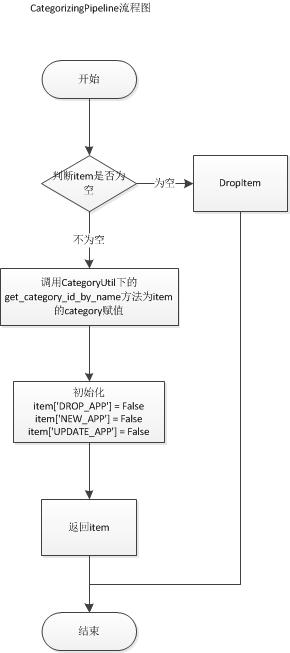 CategorizingPipeline流程图
开始
判断item是否为
空
为空
DropItem
不为空
调用CategoryUtil下的
get_category_id_by_name方法为item
的category赋值
初始化
item['DROP_APP'] = False
item['NEW_APP'] = False
item['UPDATE_APP'] = False
返回item
结束